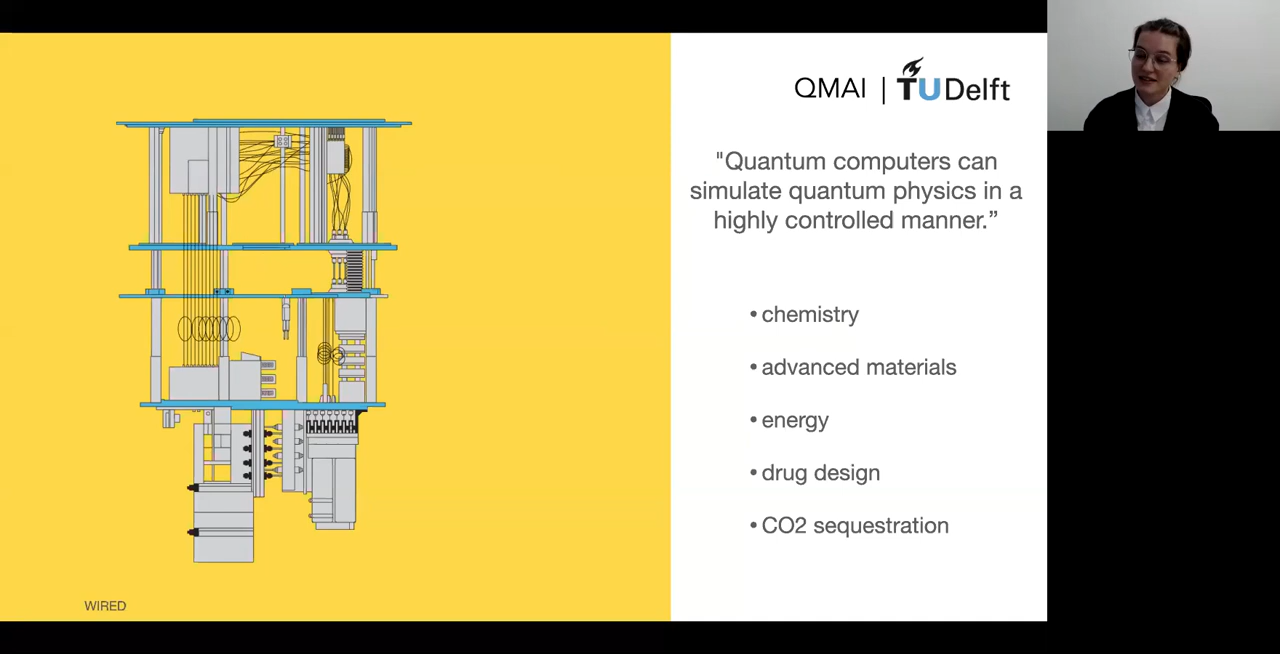 QMAI | TUDelft
"Quantum computers can
simulate quantum physics in a
highly controlled manner.”
• chemistry
• advanced materials
• energy
• drug design
• CO2 sequestration
WIRED